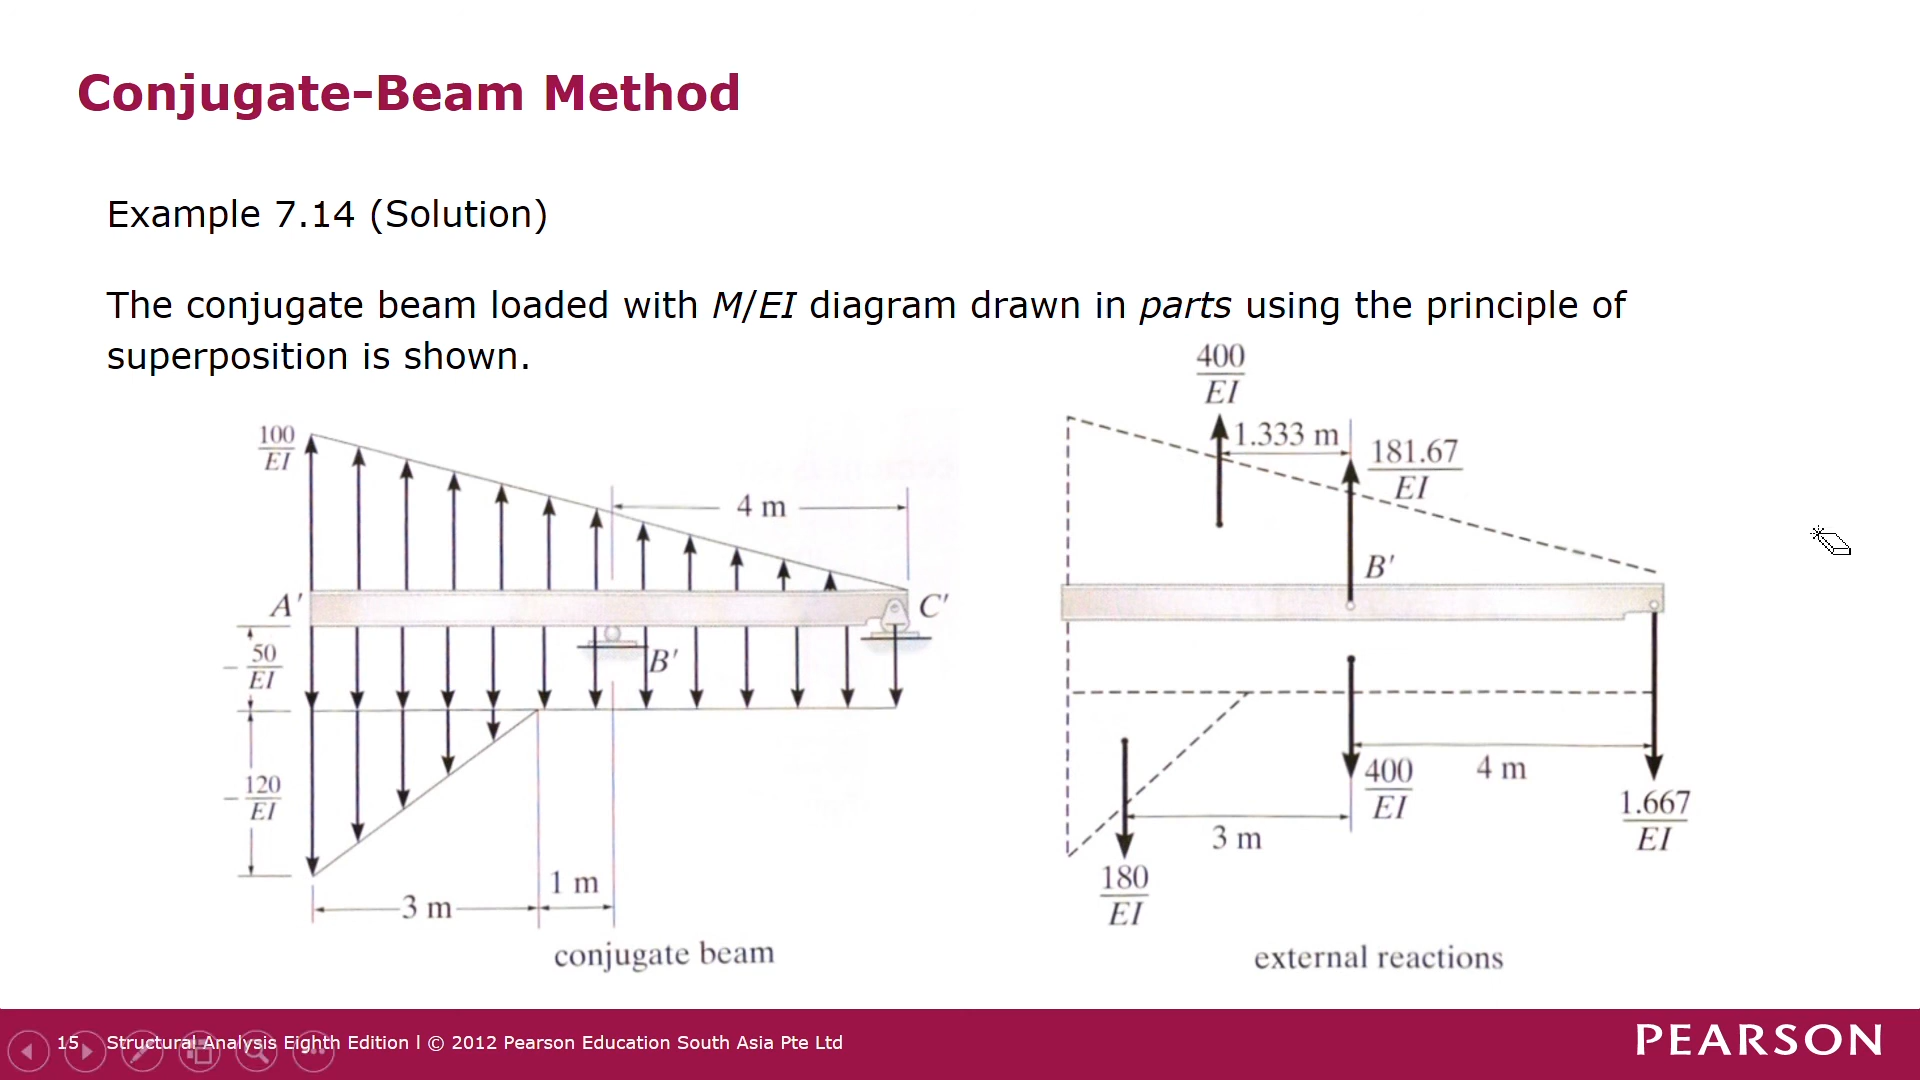 Conjugate-Beam Method
Example 7.14 (Solution)
The conjugate beam loaded with M/EI diagram drawn in parts using the principle of
superposition is shown.
100
EI
4 m
A'
C'
B'
50
EI
120
EI
3 m
1 m
conjugate beam
400
EI
1.333 m
181.67
EI
B'
400
EI
4 m
3 m
1.667
EI
180
EI
external reactions
15 Structural Analysis Eighth Edition l © 2012 Pearson Education South Asia Pte Ltd
PEARSON